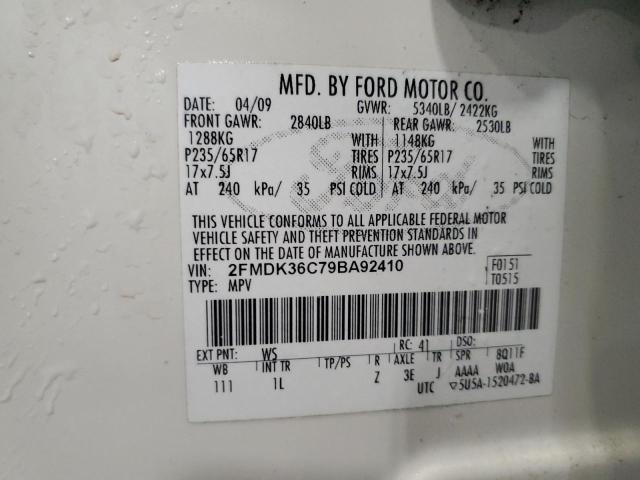 MFD. BY FORD MOTOR CO.
DATE: 04/09 GVWR: 5340LB/ 2422KG
FRONT GAWR: 2840LB REAR GAWR: 2530LB
1288KG WITH 1148KG WITH
P235/65R17 TIRES P235/65R17 TIRES
17x7.5J RIMS 17x7.5J RIMS
AT 240 kPa/ 35 PSI COLD AT 240 kPa/ 35 PSI COLD
THIS VEHICLE CONFORMS TO ALL APPLICABLE FEDERAL MOTOR
VEHICLE SAFETY AND THEFT PREVENTION STANDARDS IN
EFFECT ON THE DATE OF MANUFACTURE SHOWN ABOVE.
VIN: 2FMDK36C79BA92410 F0151
TYPE: MPV T0515
EXT PNT: WS RC: 41 DSO:
WB INT TR TP/PS R AXLE TR SPR 8Q11F
111 1L Z 3E J AAAA W0A
UTC ▽5U5A-1520472-BA